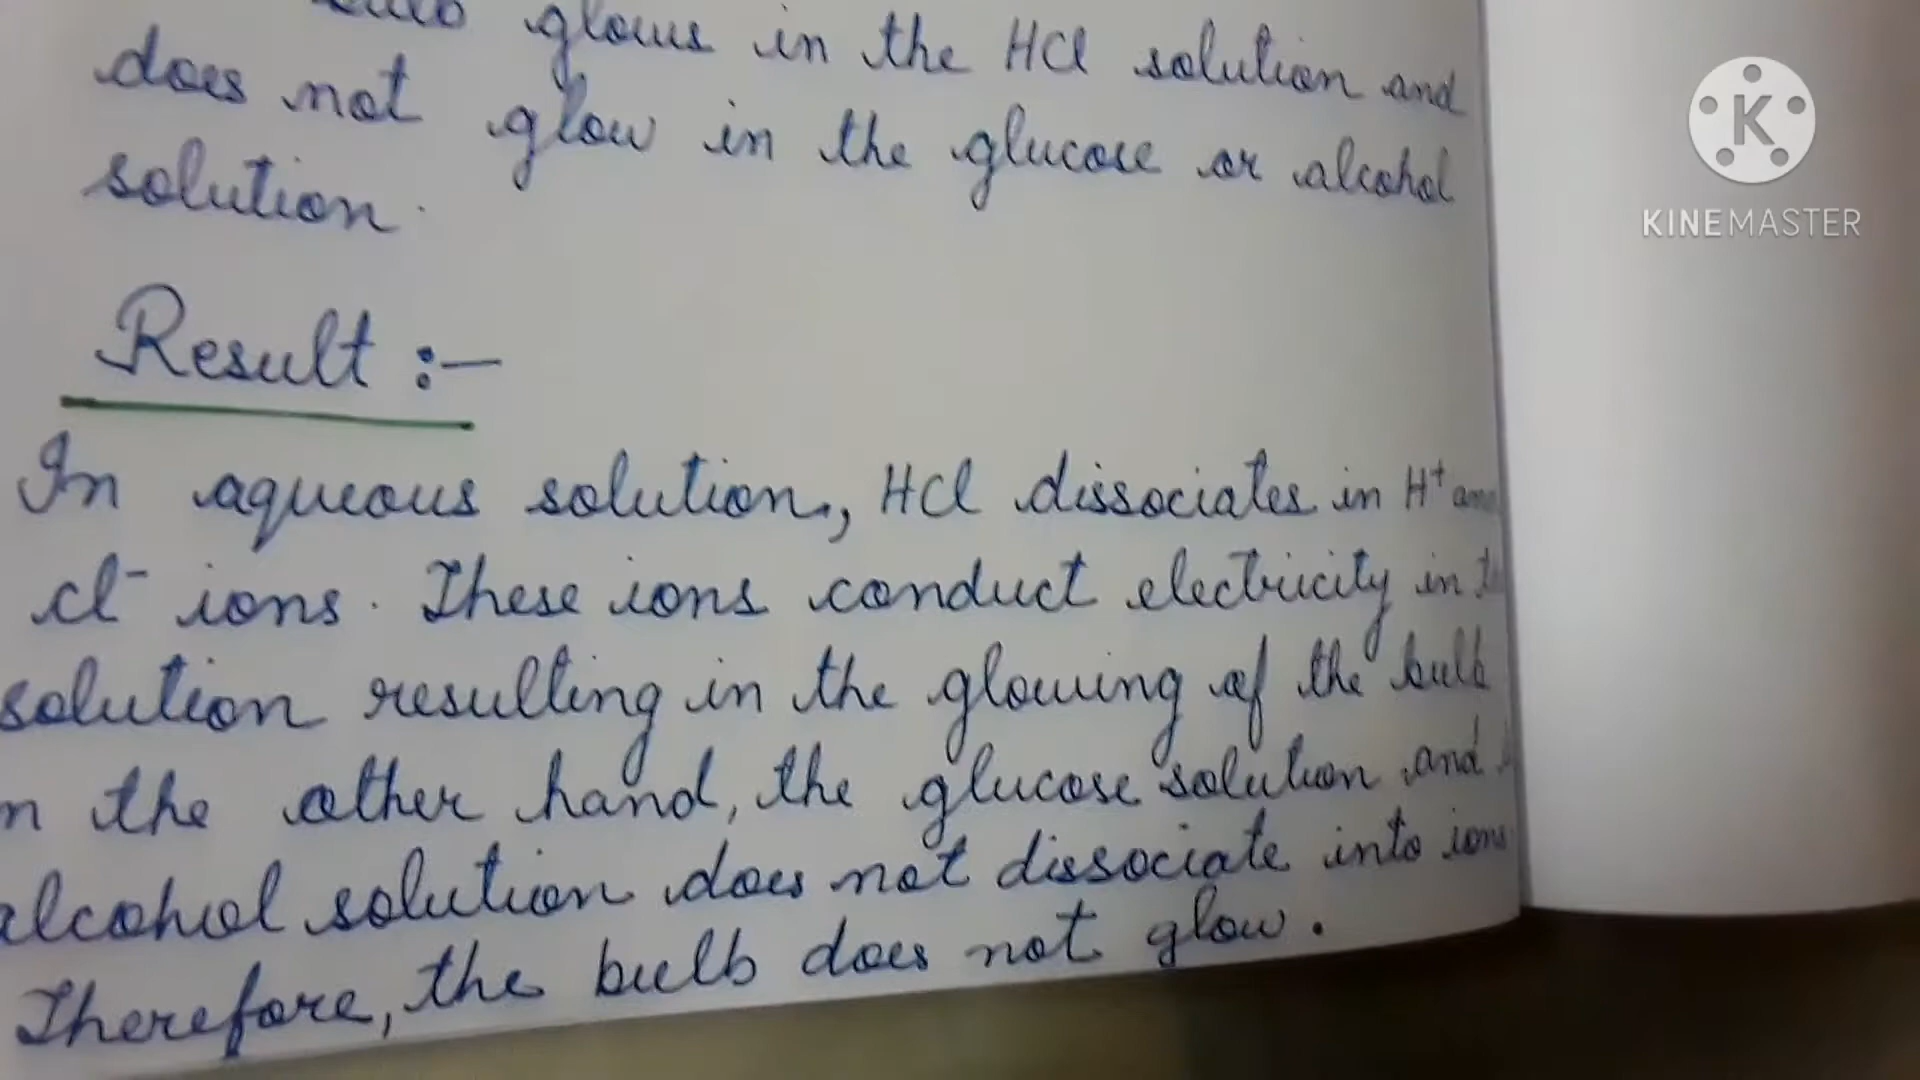 bulb glows in the HCl solution and
does not glow in the glucose or alcohol
solution.
Result :-
In aqueous solution, HCl dissociates in H+ and
cl- ions. These ions conduct electricity in
solution resulting in the glowing of the bulb
the other hand, the glucose solution and
alcohol solution does not dissociate into ions
Therefore, the bulb does not glow.
K
KINEMASTER